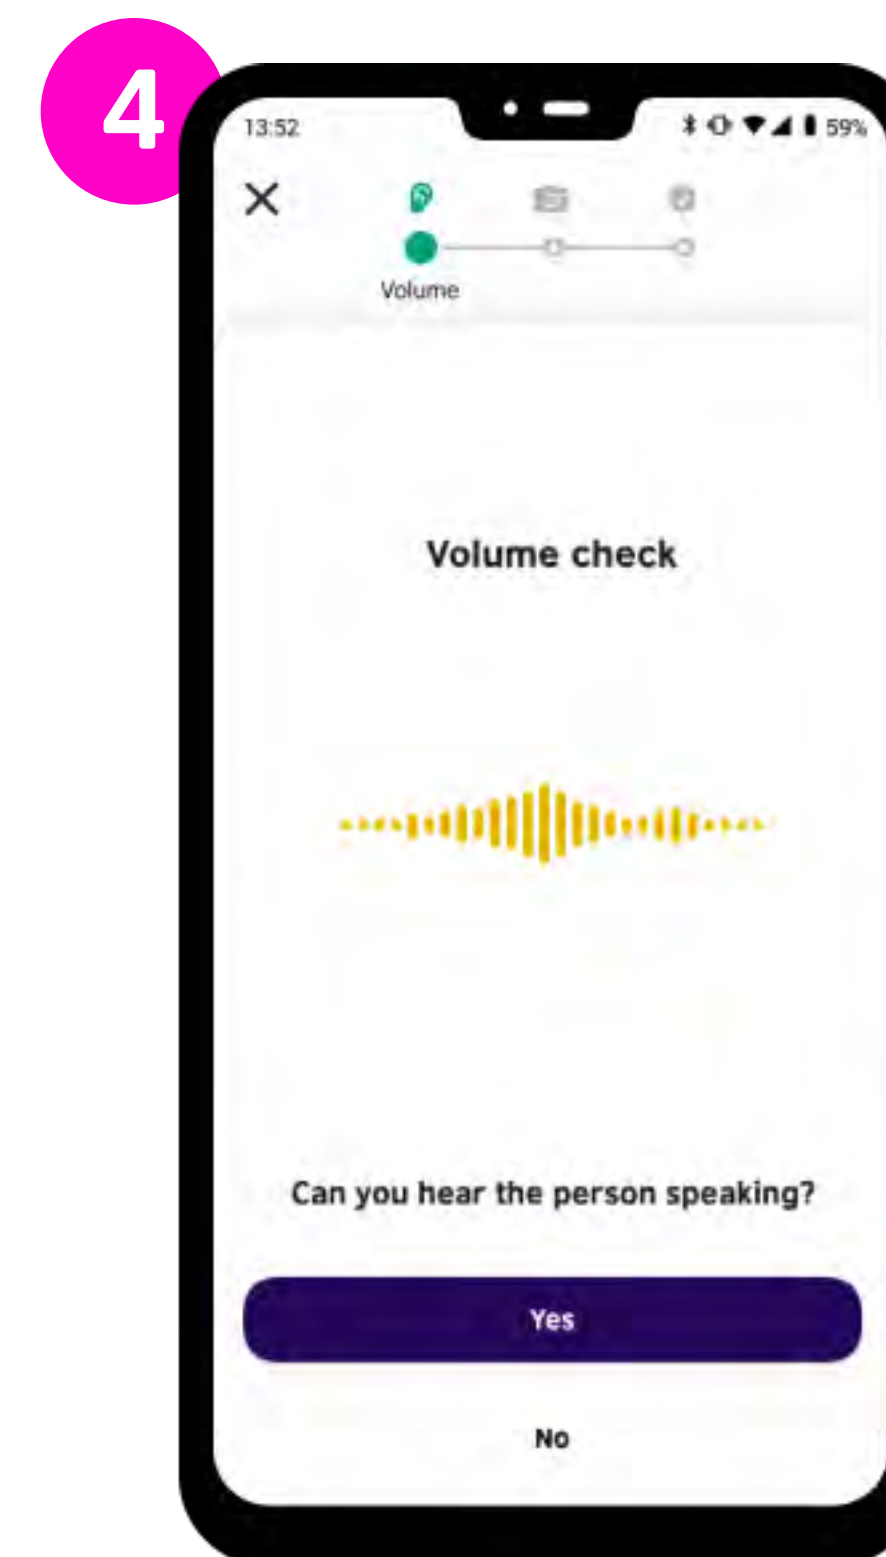 4
13:52
59%
Volume
Volume check
Can you hear the person speaking?
Yes
No